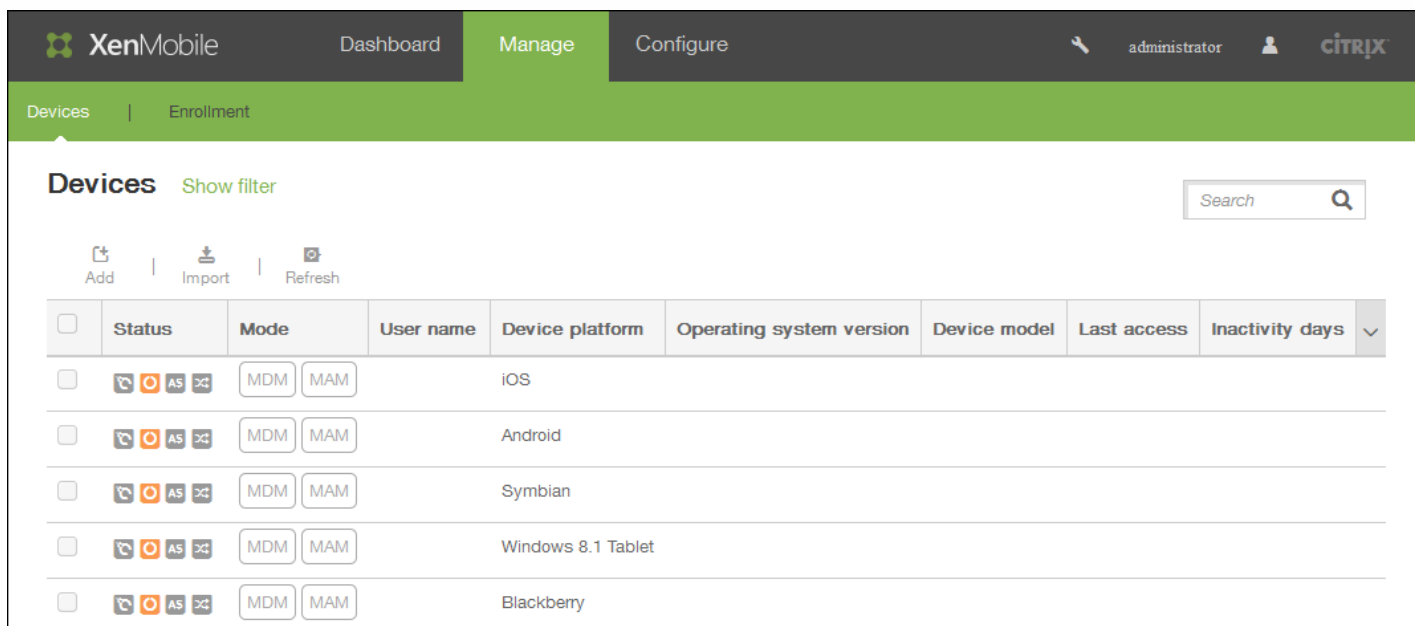 XenMobile Dashboard Manage Configure administrator CITRIX
Devices | Enrollment
Devices Show filter
Search
Add | Import | Refresh
Status Mode User name Device platform Operating system version Device model Last access Inactivity days
AS MDM MAM iOS
AS MDM MAM Android
AS MDM MAM Symbian
AS MDM MAM Windows 8.1 Tablet
AS MDM MAM Blackberry